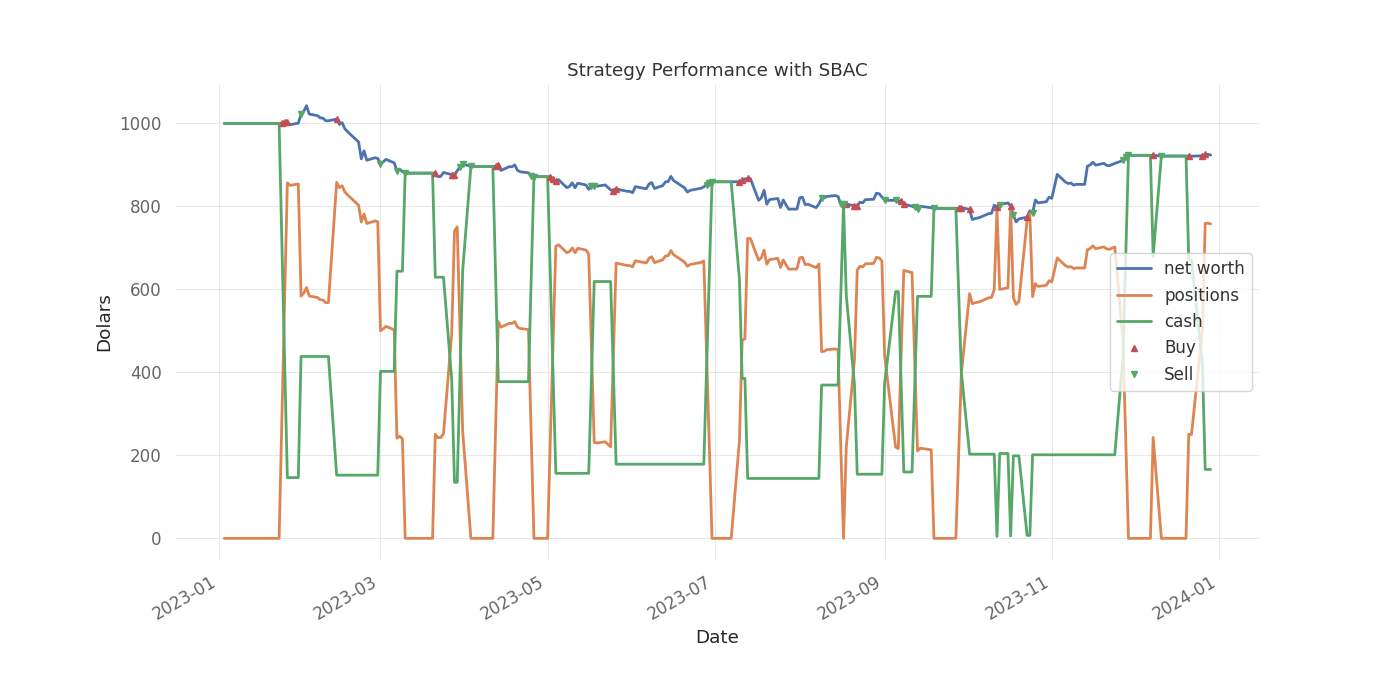 Strategy Performance with SBAC
1000
800
600
400
200
0
Dolars
net worth
positions
cash
Buy
Sell
2023-01
2023-03
2023-05
2023-07
2023-09
2023-11
2024-01
Date